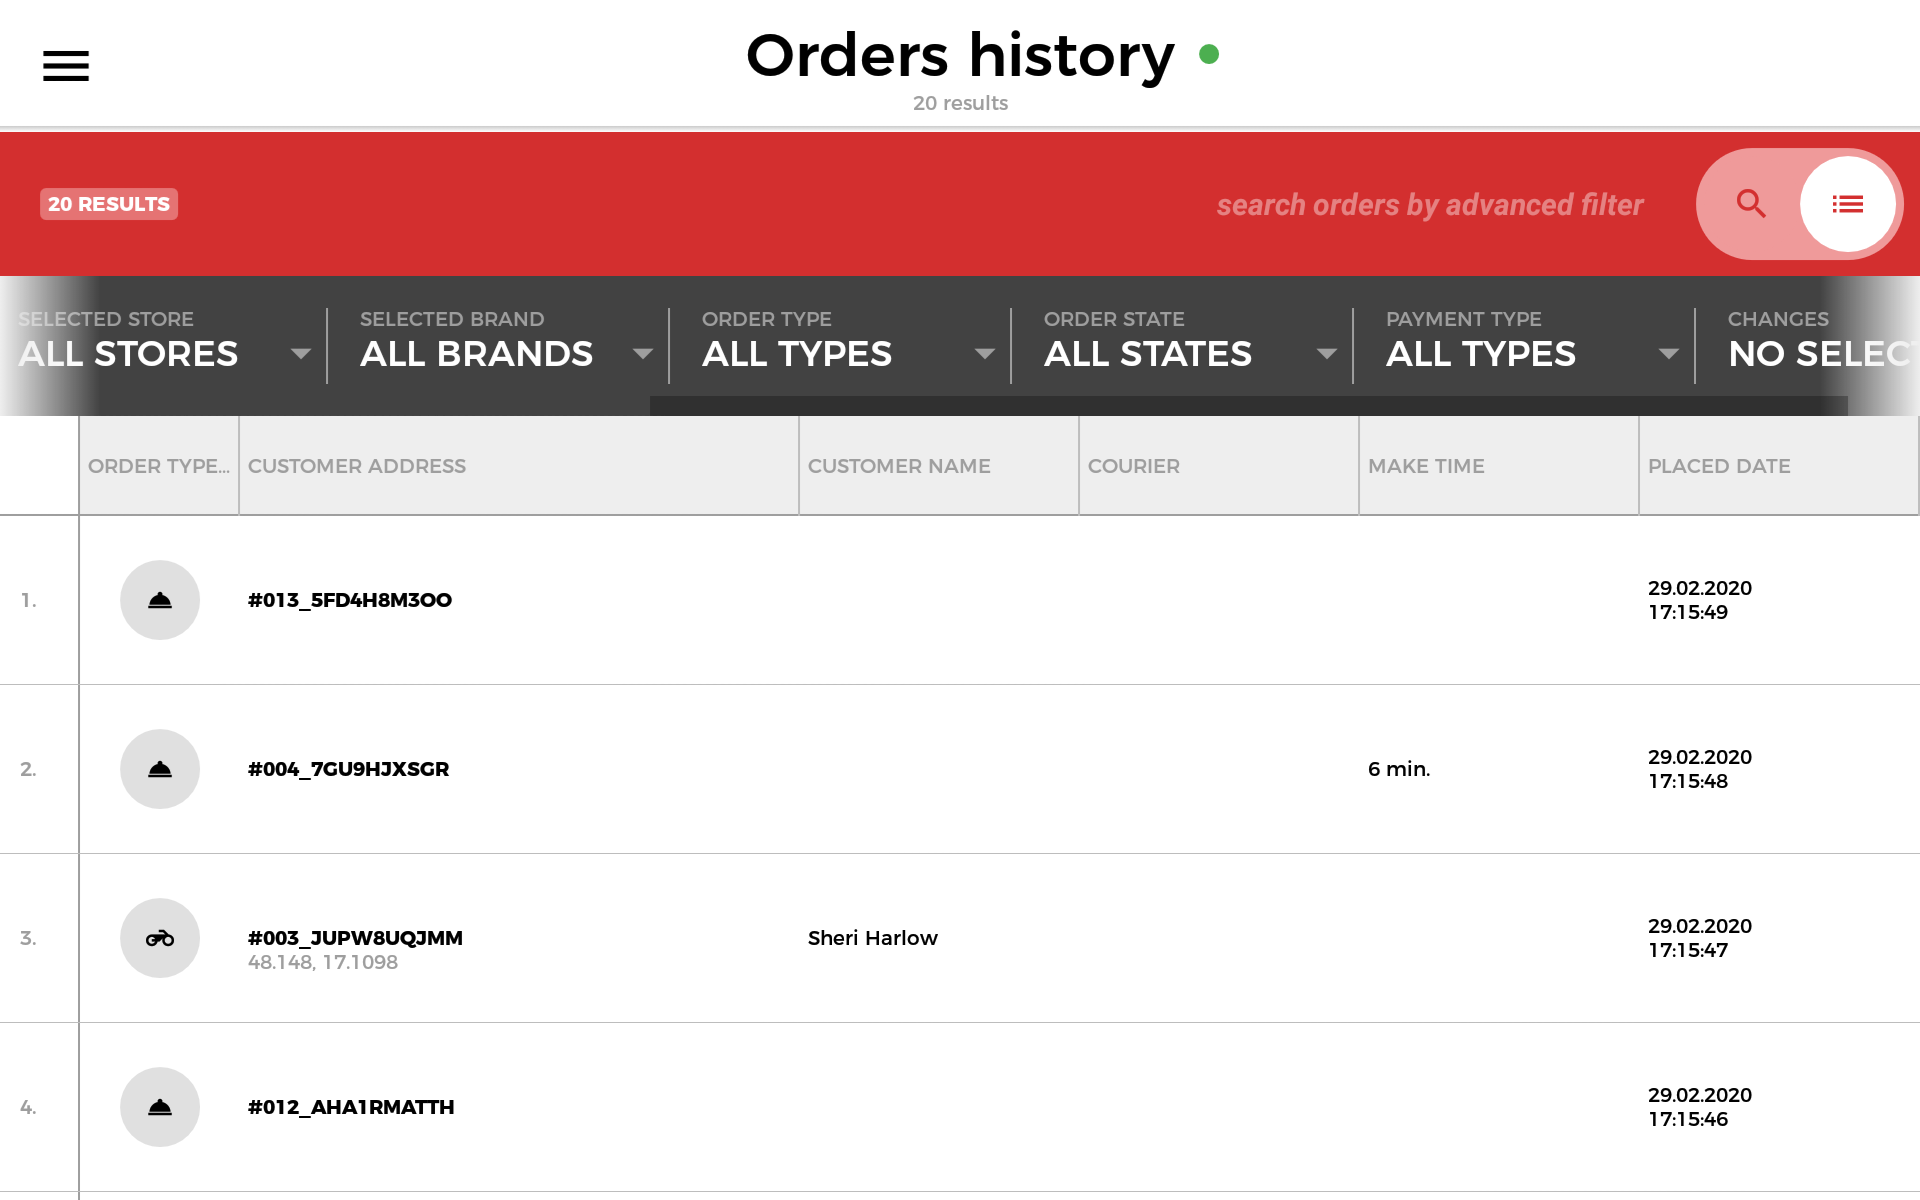 Orders history
20 results
20 RESULTS
search orders by advanced filter
SELECTED STORE
ALL STORES
SELECTED BRAND
ALL BRANDS
ORDER TYPE
ALL TYPES
ORDER STATE
ALL STATES
PAYMENT TYPE
ALL TYPES
CHANGES
NO SELECT
ORDER TYPE...
CUSTOMER ADDRESS
CUSTOMER NAME
COURIER
MAKE TIME
PLACED DATE
1.
#013_5FD4H8M3OO
29.02.2020
17:15:49
2.
#004_7GU9HJXSGR
6 min.
29.02.2020
17:15:48
3.
#003_JUPW8UQJMM
48.148, 17.1098
Sheri Harlow
29.02.2020
17:15:47
4.
#012_AHA1RMATTH
29.02.2020
17:15:46